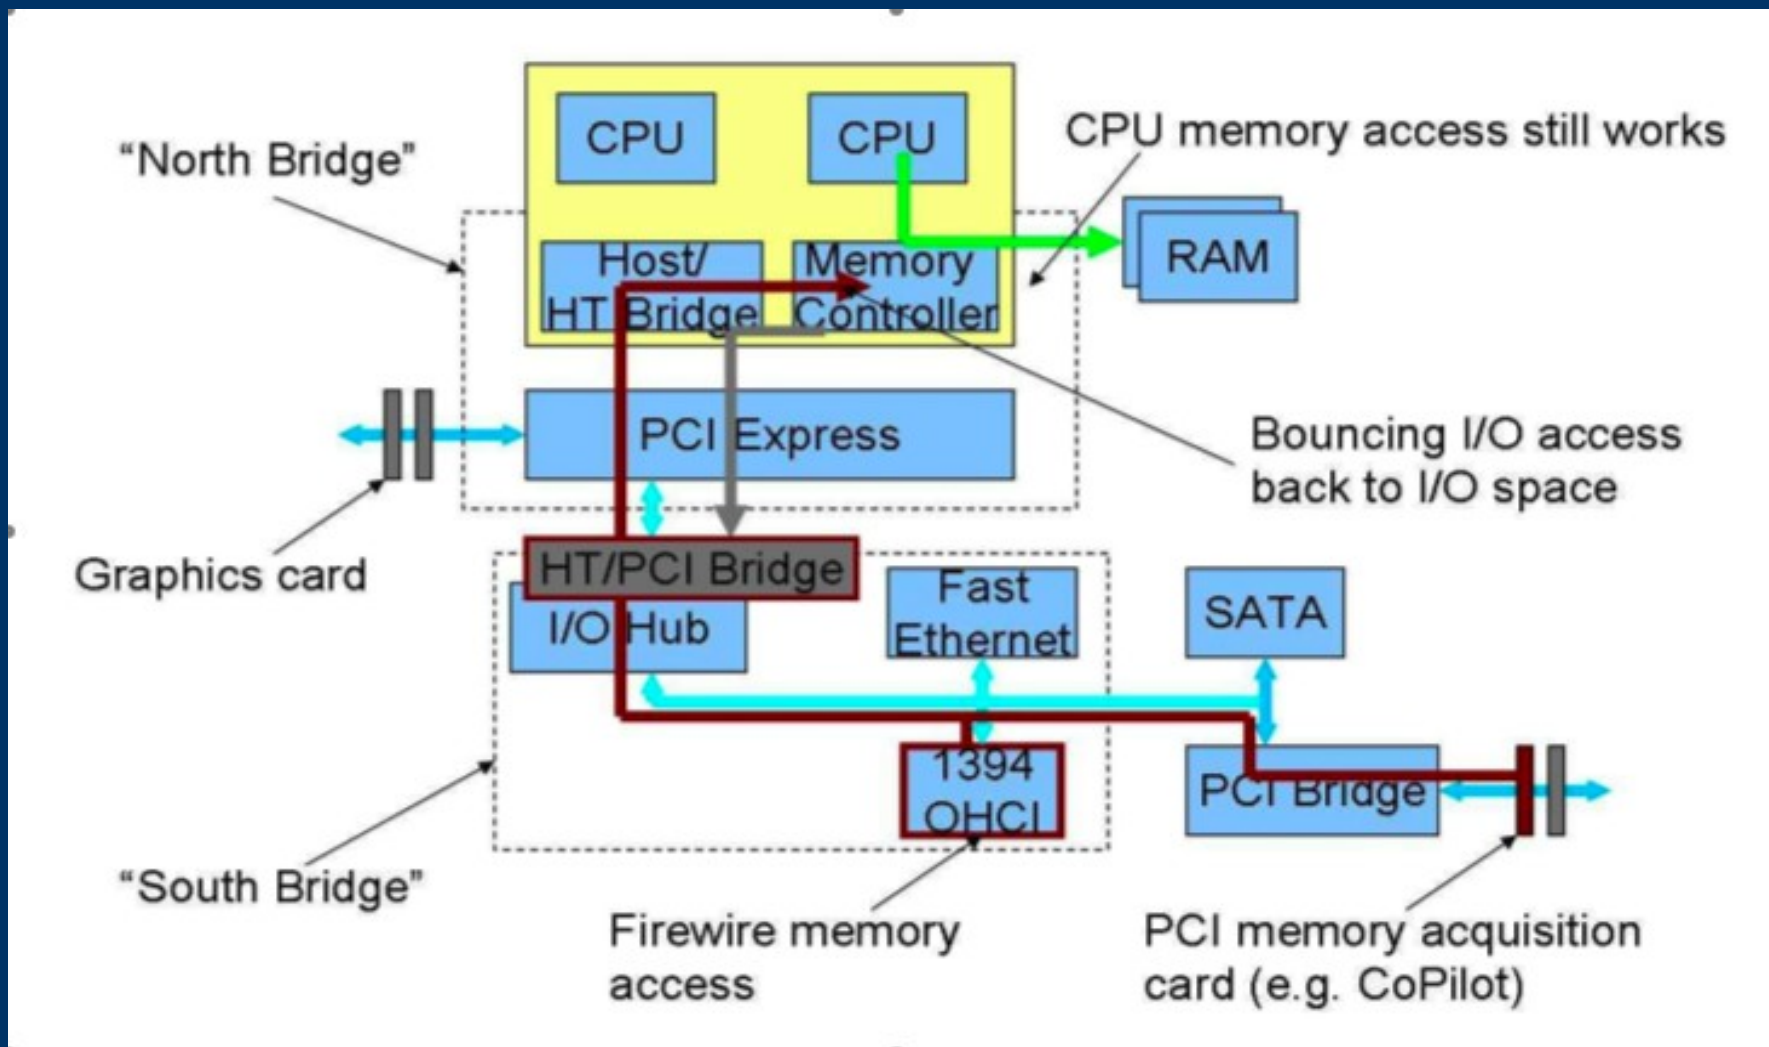 CPU
CPU
CPU memory access still works
“North Bridge”
RAM
Host/
HT Bridge
Memory
Controller
PCI Express
Bouncing I/O access
back to I/O space
Graphics card
HT/PCI Bridge
I/O Hub
Fast
Ethernet
SATA
1394
OHCI
PCI Bridge
“South Bridge”
Firewire memory
access
PCI memory acquisition
card (e.g. CoPilot)